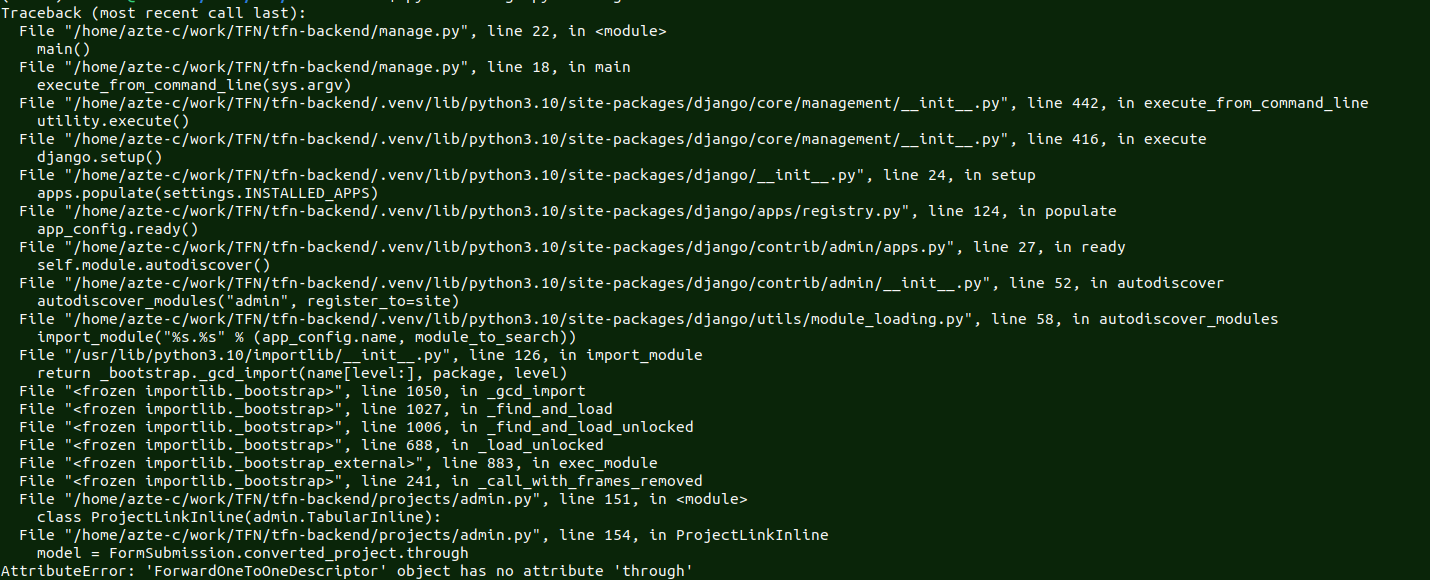 Traceback (most recent call last):
  File "/home/azte-c/work/TFN/tfn-backend/manage.py", line 22, in <module>
    main()
  File "/home/azte-c/work/TFN/tfn-backend/manage.py", line 18, in main
    execute_from_command_line(sys.argv)
  File "/home/azte-c/work/TFN/tfn-backend/.venv/lib/python3.10/site-packages/django/core/management/__init__.py", line 442, in execute_from_command_line
    utility.execute()
  File "/home/azte-c/work/TFN/tfn-backend/.venv/lib/python3.10/site-packages/django/core/management/__init__.py", line 416, in execute
    django.setup()
  File "/home/azte-c/work/TFN/tfn-backend/.venv/lib/python3.10/site-packages/django/__init__.py", line 24, in setup
    apps.populate(settings.INSTALLED_APPS)
  File "/home/azte-c/work/TFN/tfn-backend/.venv/lib/python3.10/site-packages/django/apps/registry.py", line 124, in populate
    app_config.ready()
  File "/home/azte-c/work/TFN/tfn-backend/.venv/lib/python3.10/site-packages/django/contrib/admin/apps.py", line 27, in ready
    self.module.autodiscover()
  File "/home/azte-c/work/TFN/tfn-backend/.venv/lib/python3.10/site-packages/django/contrib/admin/__init__.py", line 52, in autodiscover
    autodiscover_modules("admin", register_to=site)
  File "/home/azte-c/work/TFN/tfn-backend/.venv/lib/python3.10/site-packages/django/utils/module_loading.py", line 58, in autodiscover_modules
    import_module("%s.%s" % (app_config.name, module_to_search))
  File "/usr/lib/python3.10/importlib/__init__.py", line 126, in import_module
    return _bootstrap._gcd_import(name[level:], package, level)
  File "<frozen importlib._bootstrap>", line 1050, in _gcd_import
  File "<frozen importlib._bootstrap>", line 1027, in _find_and_load
  File "<frozen importlib._bootstrap>", line 1006, in _find_and_load_unlocked
  File "<frozen importlib._bootstrap>", line 688, in _load_unlocked
  File "<frozen importlib._bootstrap_external>", line 883, in exec_module
  File "<frozen importlib._bootstrap>", line 241, in _call_with_frames_removed
  File "/home/azte-c/work/TFN/tfn-backend/projects/admin.py", line 151, in <module>
    class ProjectLinkInline(admin.TabularInline):
  File "/home/azte-c/work/TFN/tfn-backend/projects/admin.py", line 154, in ProjectLinkInline
    model = FormSubmission.converted_project.through
AttributeError: 'ForwardOneToOneDescriptor' object has no attribute 'through'